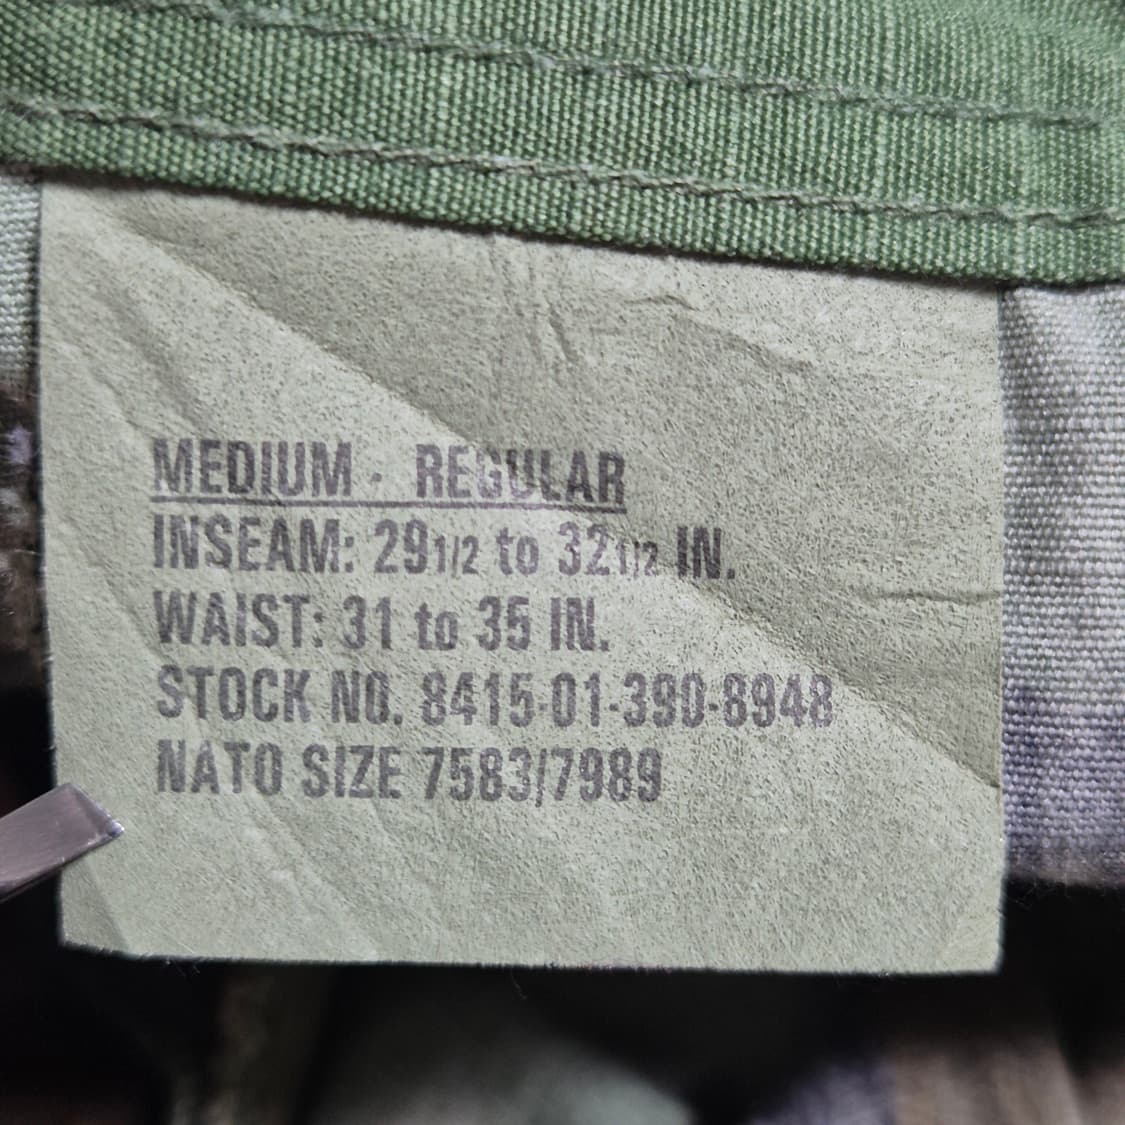 MEDIUM - REGULAR
INSEAM: 29 1/2 to 32 1/2 IN.
WAIST: 31 to 35 IN.
STOCK NO. 8415-01-390-8948
NATO SIZE 7583/7989